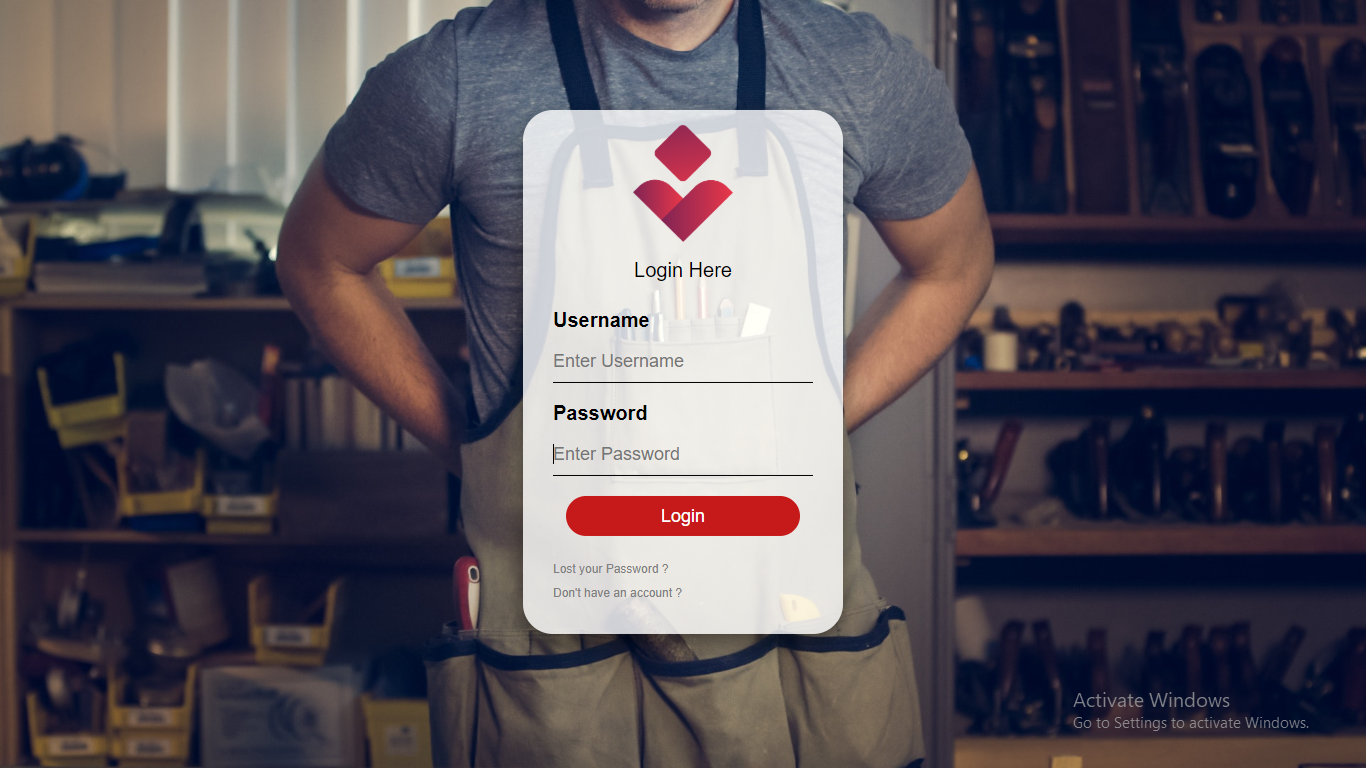 Login Here
Username
Enter Username
Password
Enter Password
Login
Lost your Password ?
Don't have an account ?
Activate Windows
Go to Settings to activate Windows.